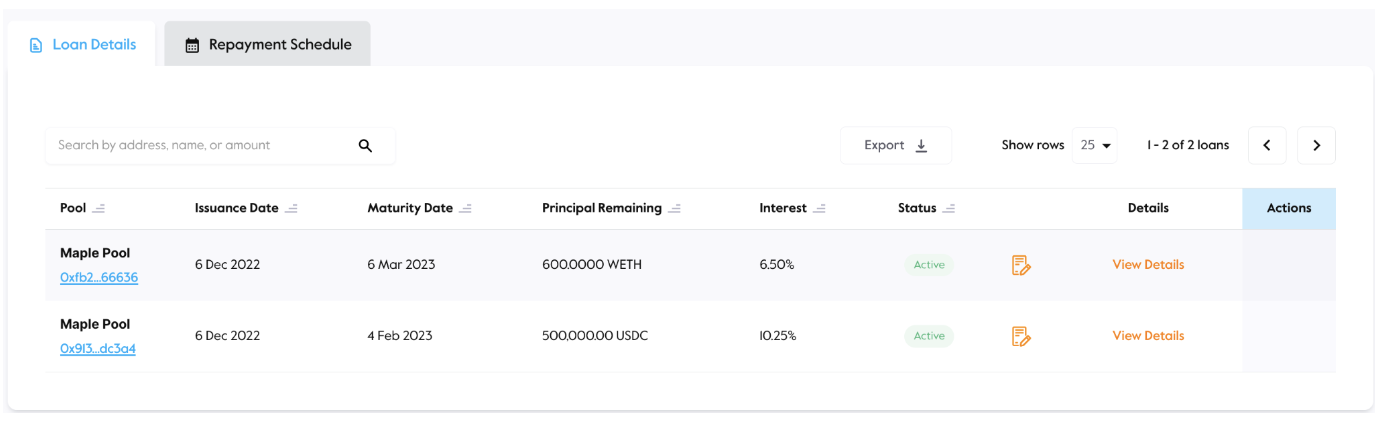 Loan Details Repayment Schedule
Search by address, name, or amount Export Show rows 25 1 - 2 of 2 loans
Pool Issuance Date Maturity Date Principal Remaining Interest Status Details Actions
Maple Pool
0xfb2...66636 6 Dec 2022 6 Mar 2023 600.0000 WETH 6.50% Active View Details
Maple Pool
0x913...dc3a4 6 Dec 2022 4 Feb 2023 500,000.00 USDC 10.25% Active View Details